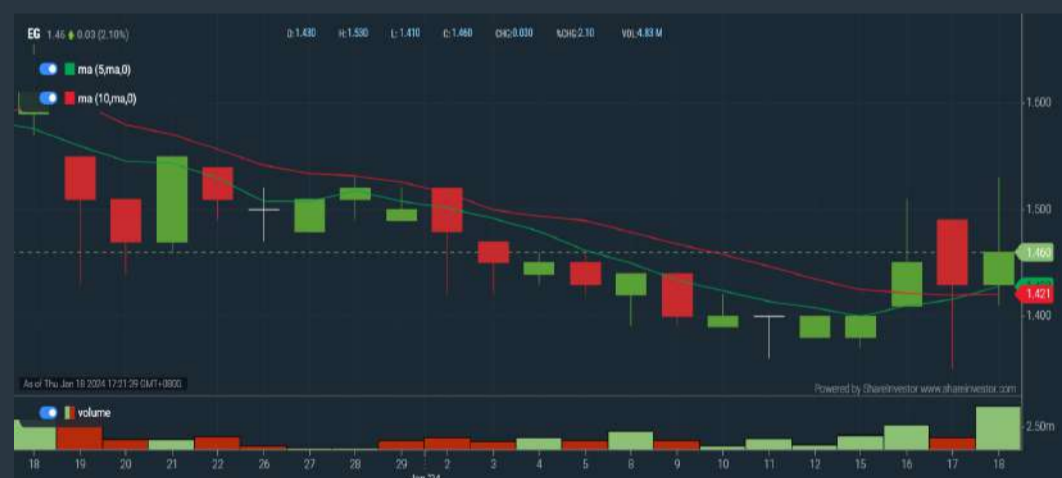 EG 1.46 0.03 (2.10%) O:1.430 H:1.530 L:1.410 C:1.460 CHG:0.030 %CHG:2.10 VOL:4.83 M
ma (5,ma,0)
ma (10,ma,0)
1.600
1.500
1.460
1.421
1.400
As of Thu Jan 18 2024 17:21:29 GMT+0800
Powered by ShareInvestor www.shareinvestor.com
volume
2.50m
18 19 20 21 22 26 27 28 29 2 3 4 5 8 9 10 11 12 15 16 17 18